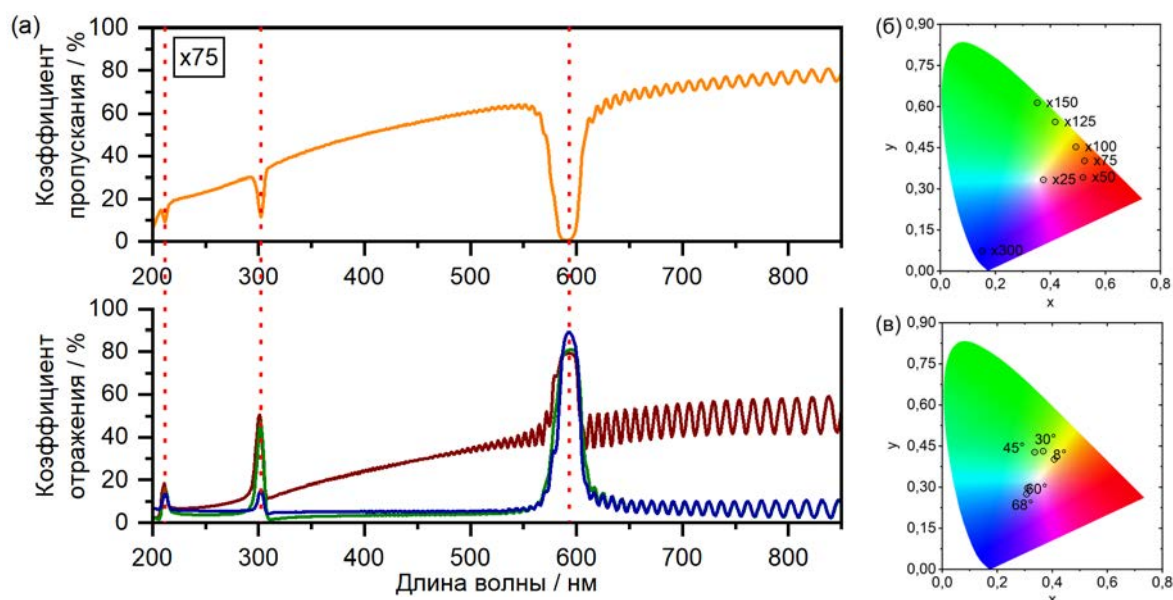 (а)
x75
Коэффициент
пропускания / %
100
80
60
40
20
0
200 300 400 500 600 700 800
Коэффициент
отражения / %
100
80
60
40
20
0
200 300 400 500 600 700 800
Длина волны / нм
(б)
0,90
0,75
0,60
0,45
0,30
0,15
0,00
y
x150
x125
x100
x75
x25
x50
x300
0,0 0,2 0,4 0,6 0,8
x
(в)
0,90
0,75
0,60
0,45
0,30
0,15
0,00
y
45°
30°
8°
60°
68°
0,0 0,2 0,4 0,6 0,8
x